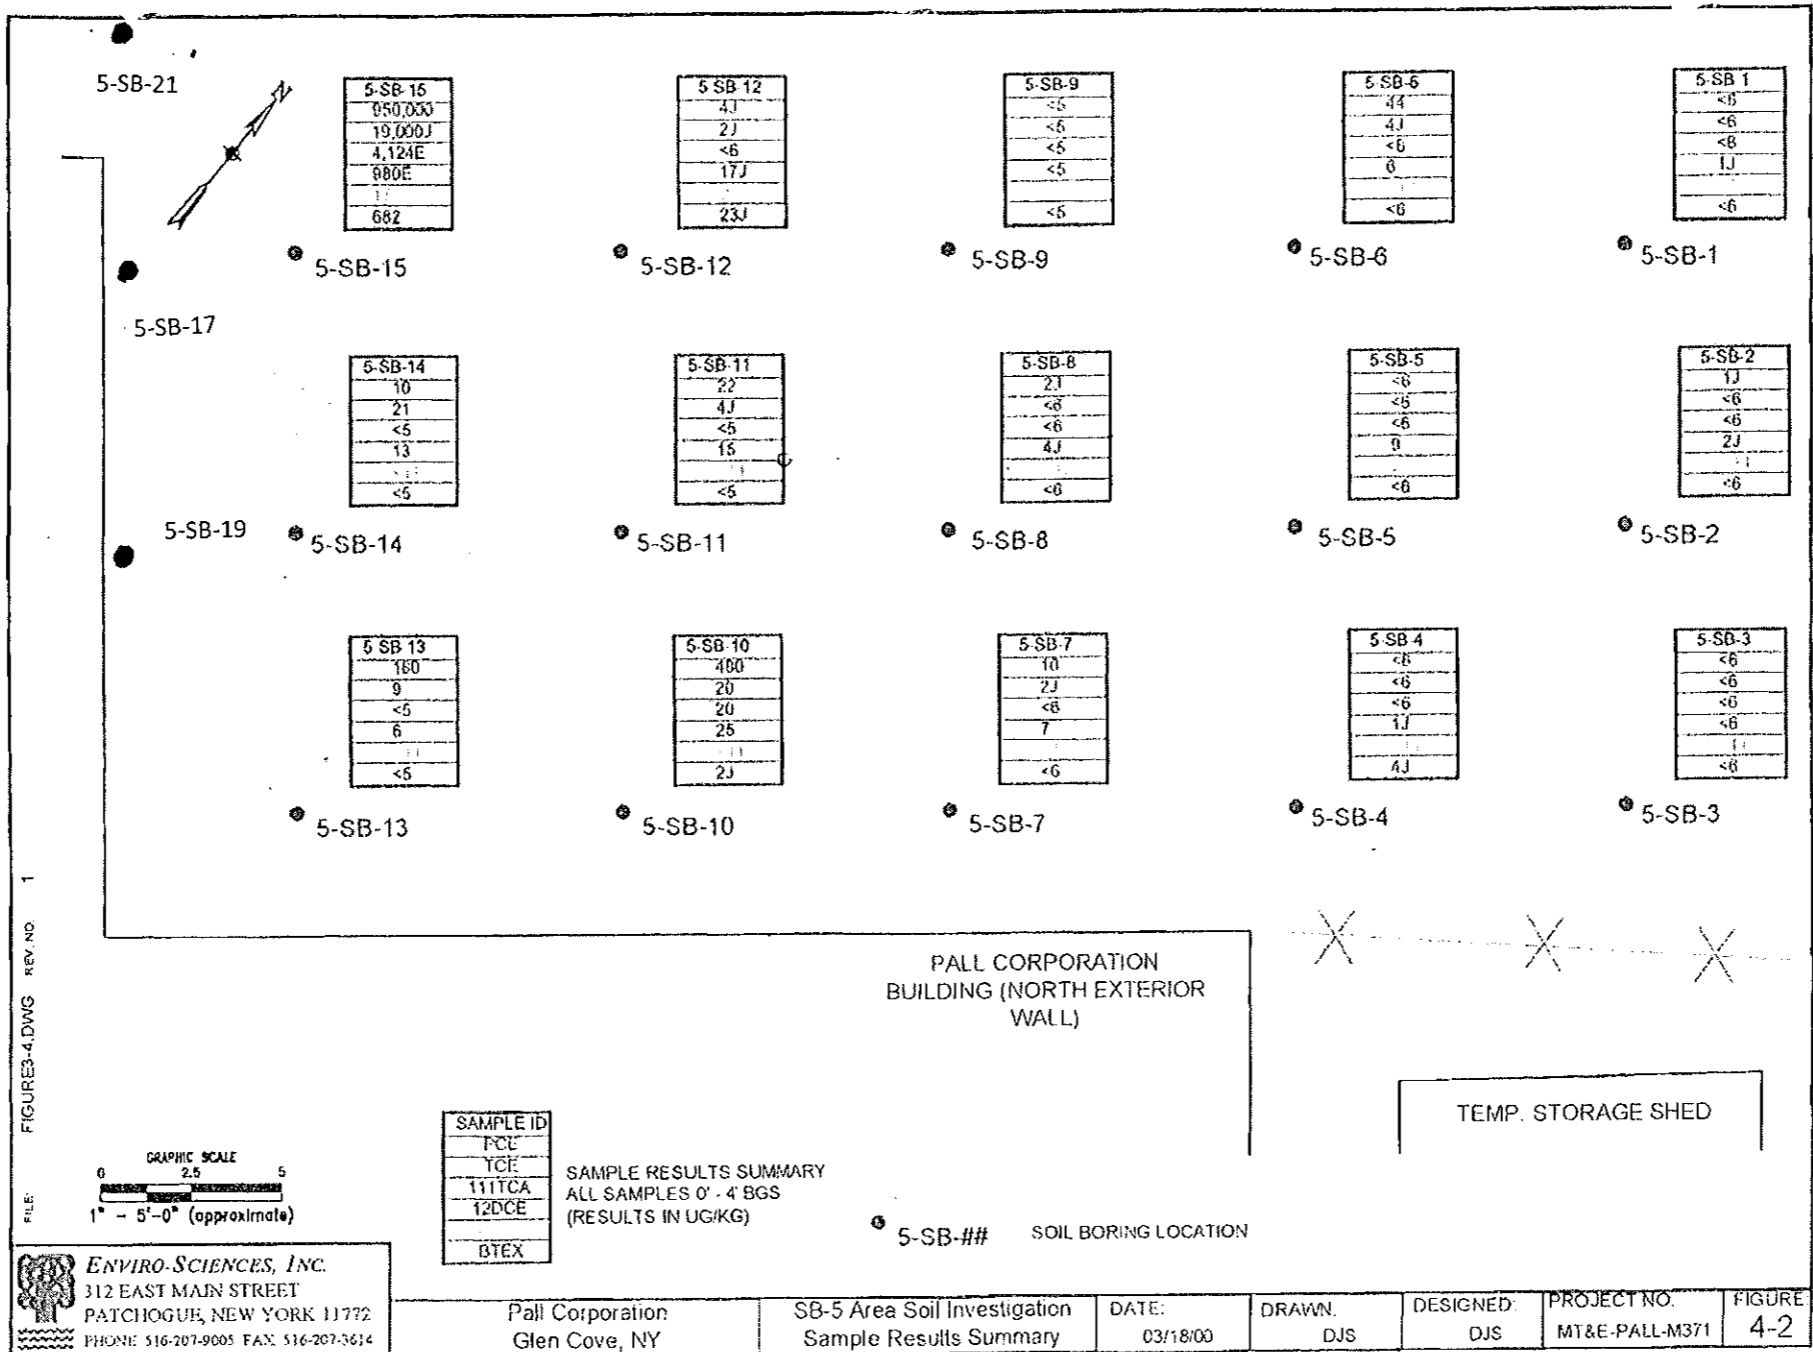 5-SB-21
5-SB-15
950,000
19,000J
4,124E
980E
682
5-SB-15
5 SB 12
4J
2J
<6
17J
23J
5-SB-12
5-SB-9
<5
<5
<5
<5
<5
5-SB-9
5-SB-6
44
4J
<6
6
<6
5-SB-6
5-SB 1
<6
<6
<6
1J
<6
5-SB-1
5-SB-17
5-SB-14
10
21
<5
13
<5
5-SB-14
5-SB-11
22
4J
<5
15
<5
5-SB-11
5-SB-8
2J
<6
<6
4J
<6
5-SB-8
5-SB-5
<6
<6
<6
9
<6
5-SB-5
5-SB-2
1J
<6
<6
2J
<6
5-SB-2
5-SB-19
5 SB 13
9
<5
6
<5
5-SB-13
5-SB-10
20
20
25
2J
5-SB-10
5-SB-7
10
2J
<6
7
<6
5-SB-7
5-SB 4
<6
<6
<6
1J
4J
5-SB-4
5-SB-3
<6
<6
<6
<6
<6
5-SB-3
PALL CORPORATION
BUILDING (NORTH EXTERIOR
WALL)
TEMP. STORAGE SHED
SAMPLE ID
PCE
TCE
111TCA
12DCE
BTEX
SAMPLE RESULTS SUMMARY
ALL SAMPLES 0' - 4' BGS
(RESULTS IN UG/KG)
5-SB-## SOIL BORING LOCATION
GRAPHIC SCALE
0 2.5 5
1" - 5'-0" (approximate)
FILE: FIGURE3-4.DWG REV. NO. 1
ENVIRO-SCIENCES, INC.
312 EAST MAIN STREET
PATCHOGUE, NEW YORK 11772
PHONE 516-207-9005 FAX 516-207-3614
Pall Corporation
Glen Cove, NY
SB-5 Area Soil Investigation
Sample Results Summary
DATE:
03/18/00
DRAWN.
DJS
DESIGNED:
DJS
PROJECT NO.
MT&E-PALL-M371
FIGURE
4-2